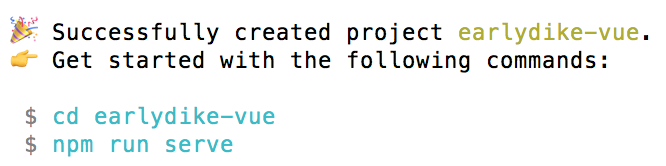 🎉 Successfully created project earlydike-vue.
👉 Get started with the following commands:
$ cd earlydike-vue
$ npm run serve